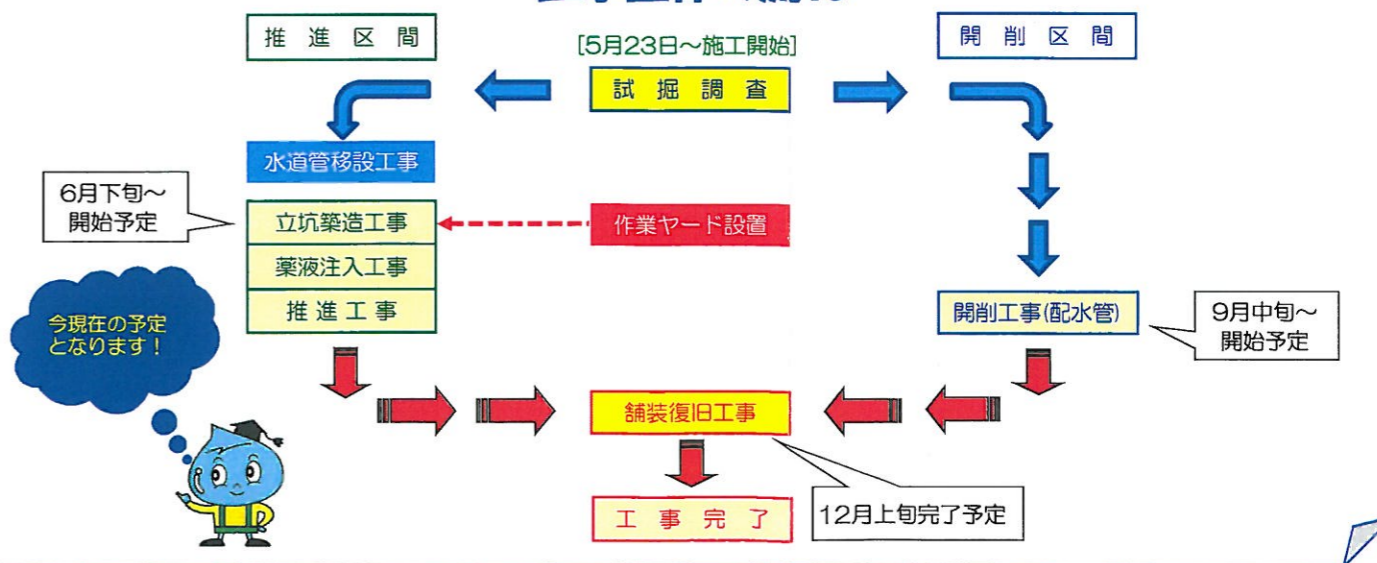 推進区間
[5月23日～施工開始]
開削区間
試掘調査
水道管移設工事
6月下旬～
開始予定
立坑築造工事
作業ヤード設置
薬液注入工事
推進工事
開削工事(配水管)
9月中旬～
開始予定
今現在の予定
となります！
舗装復旧工事
工事完了
12月上旬完了予定